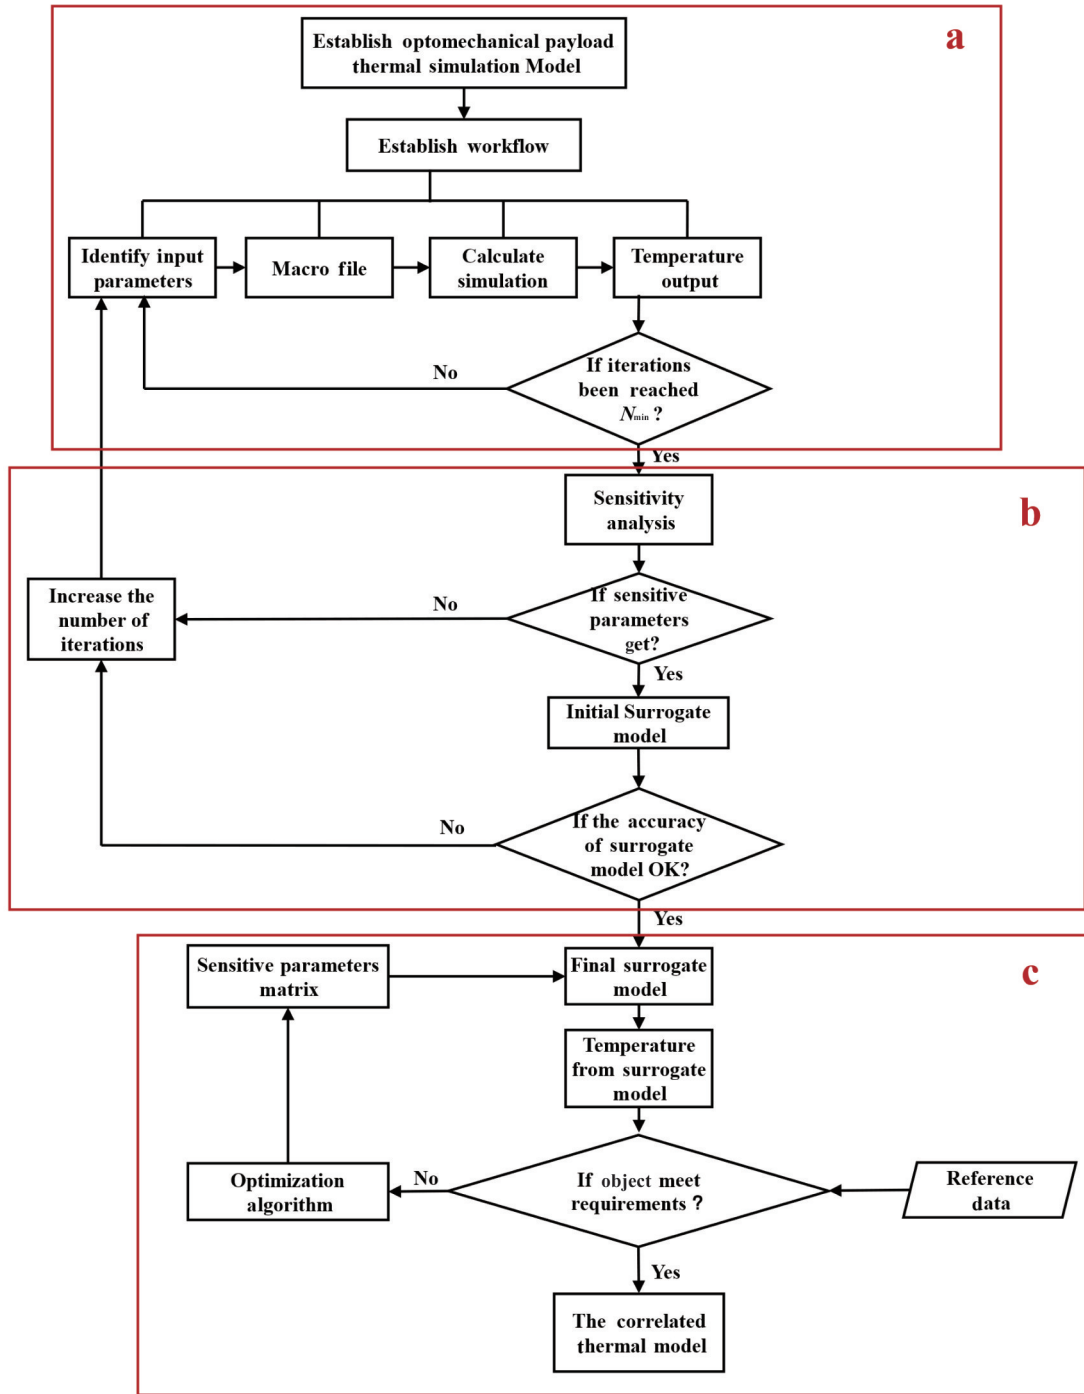 a
Establish optomechanical payload
thermal simulation Model
Establish workflow
Identify input
parameters
Macro file
Calculate
simulation
Temperature
output
If iterations
been reached
Nmin ?
No
Yes
b
Sensitivity
analysis
If sensitive
parameters
get?
No
Increase the
number of
iterations
Yes
Initial Surrogate
model
If the accuracy
of surrogate
model OK?
No
Yes
c
Sensitive parameters
matrix
Final surrogate
model
Temperature
from surrogate
model
If object meet
requirements ?
No
Optimization
algorithm
Reference
data
Yes
The correlated
thermal model